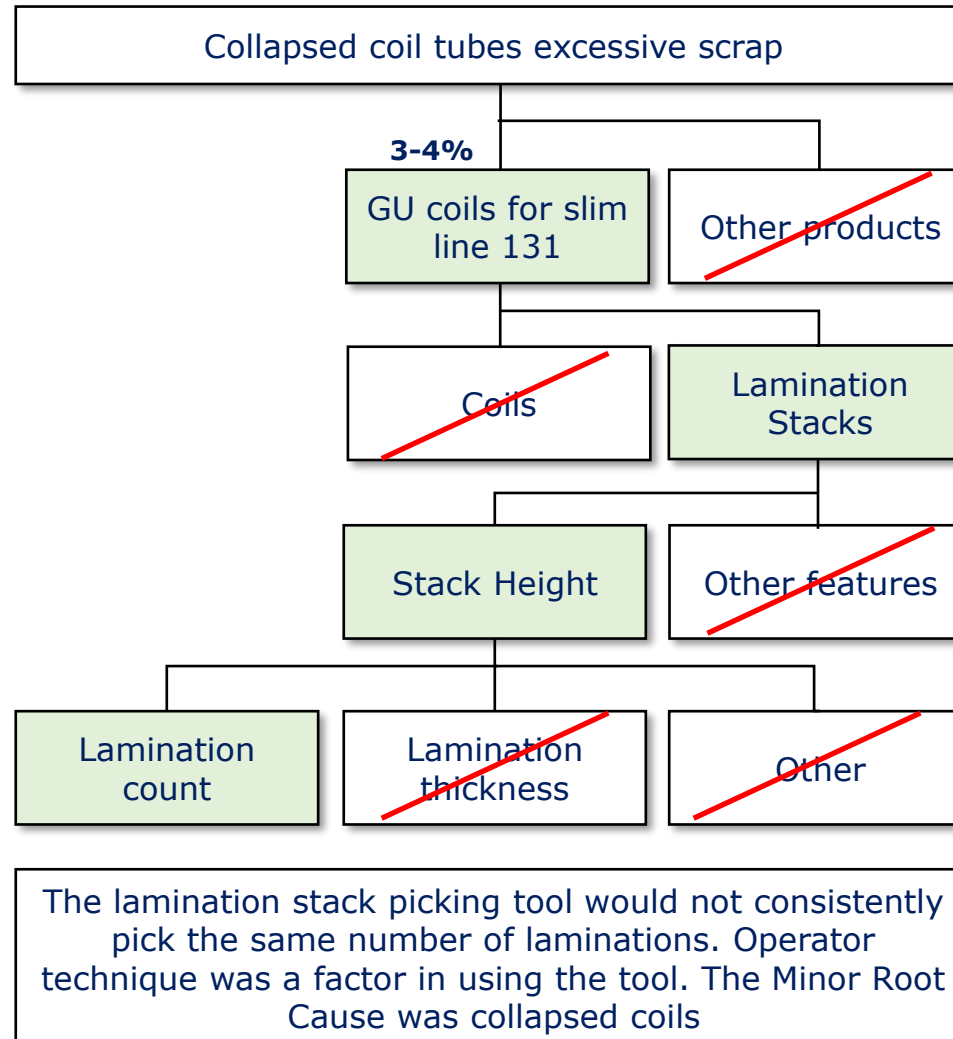 Collapsed coil tubes excessive scrap
3-4%
GU coils for slim
line 131
Other products
Coils
Lamination
Stacks
Stack Height
Other features
Lamination
count
Lamination
thickness
Other
The lamination stack picking tool would not consistently
pick the same number of laminations. Operator
technique was a factor in using the tool. The Minor Root
Cause was collapsed coils